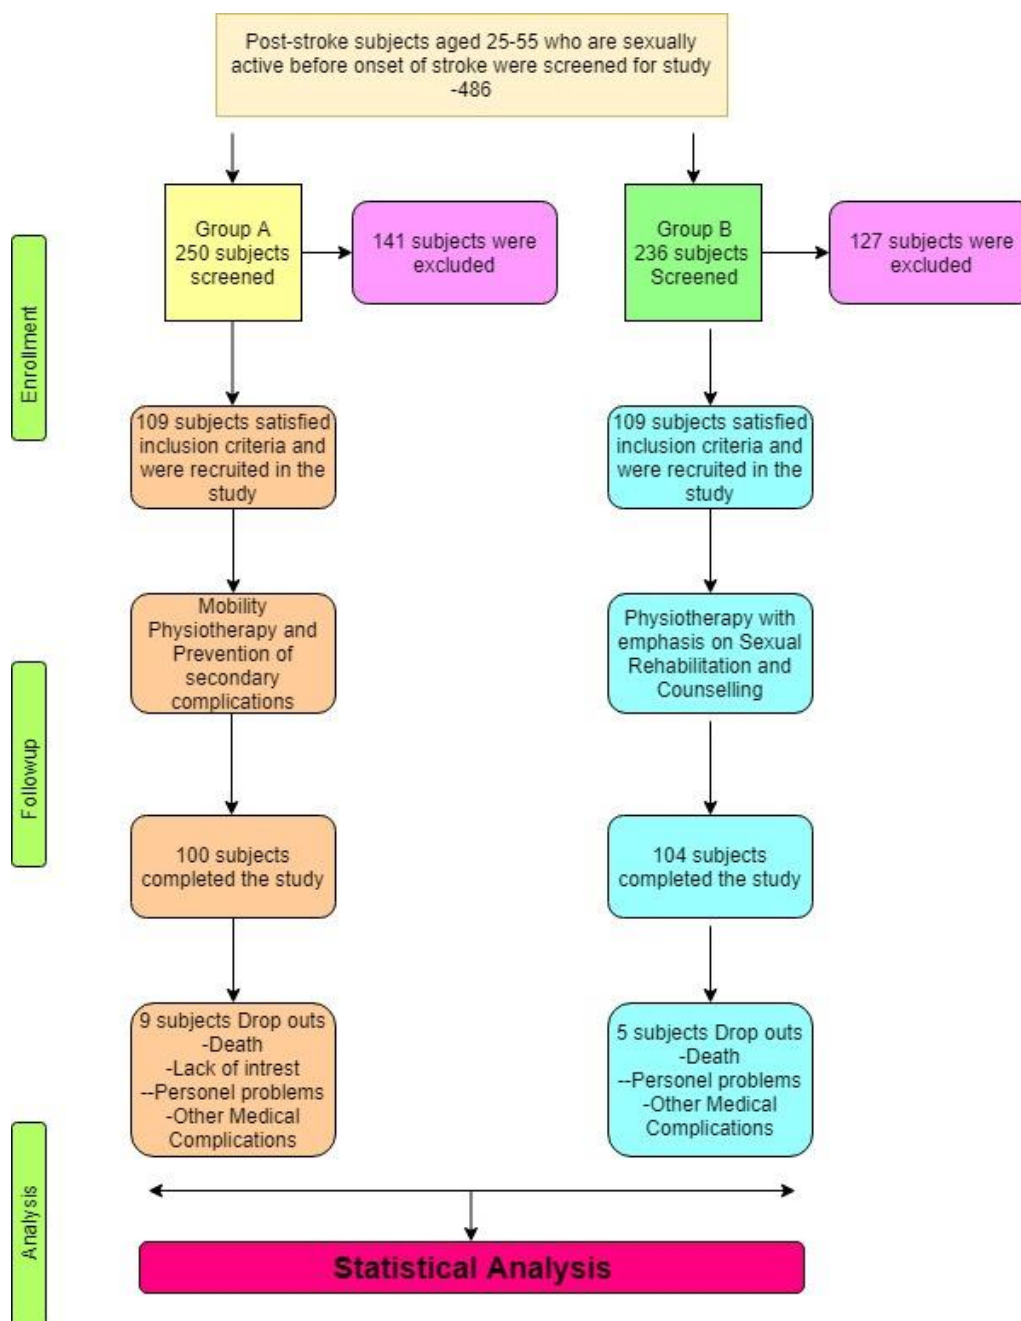 Post-stroke subjects aged 25-55 who are sexually
active before onset of stroke were screened for study
-486
Group A
250 subjects
screened
141 subjects were
excluded
Group B
236 subjects
Screened
127 subjects were
excluded
Enrollment
109 subjects satisfied
inclusion criteria and
were recruited in the
study
109 subjects satisfied
inclusion criteria and
were recruited in the
study
Mobility
Physiotherapy and
Prevention of
secondary
complications
Physiotherapy with
emphasis on Sexual
Rehabilitation and
Counselling
Followup
100 subjects
completed the study
104 subjects
completed the study
9 subjects Drop outs
-Death
-Lack of intrest
--Personel problems
-Other Medical
Complications
5 subjects Drop outs
-Death
--Personel problems
-Other Medical
Complications
Analysis
Statistical Analysis